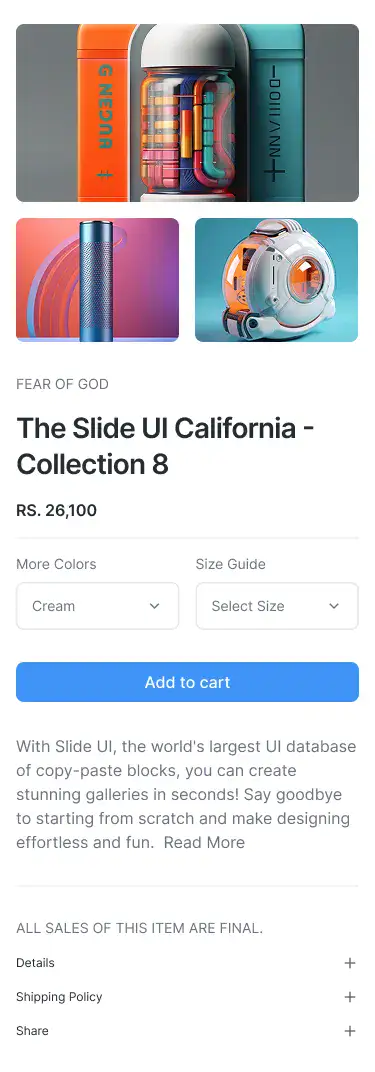 FEAR OF GOD
The Slide UI California -
Collection 8
RS. 26,100
More Colors
Size Guide
Cream
Select Size
Add to cart
With Slide UI, the world's largest UI database
of copy-paste blocks, you can create
stunning galleries in seconds! Say goodbye
to starting from scratch and make designing
effortless and fun.  Read More
ALL SALES OF THIS ITEM ARE FINAL.
Details
Shipping Policy
Share